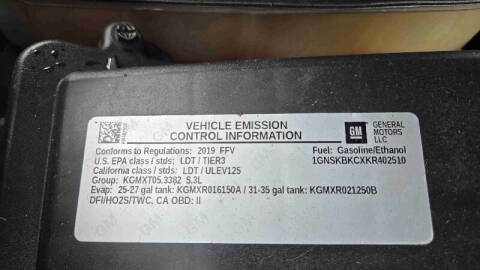 VEHICLE EMISSION
CONTROL INFORMATION
GM
GENERAL
MOTORS
LLC
Conforms to Regulations: 2019 FFV
Fuel: Gasoline/Ethanol
U.S. EPA class / stds: LDT / TIER3
1GNSKBKCXKR402510
California class / stds: LDT / ULEV125
Group: KGMXT05.3382 5.3L
Evap: 25-27 gal tank: KGMXR016150A / 31-35 gal tank: KGMXR021250B
DFI/HO2S/TWC, CA OBD: II